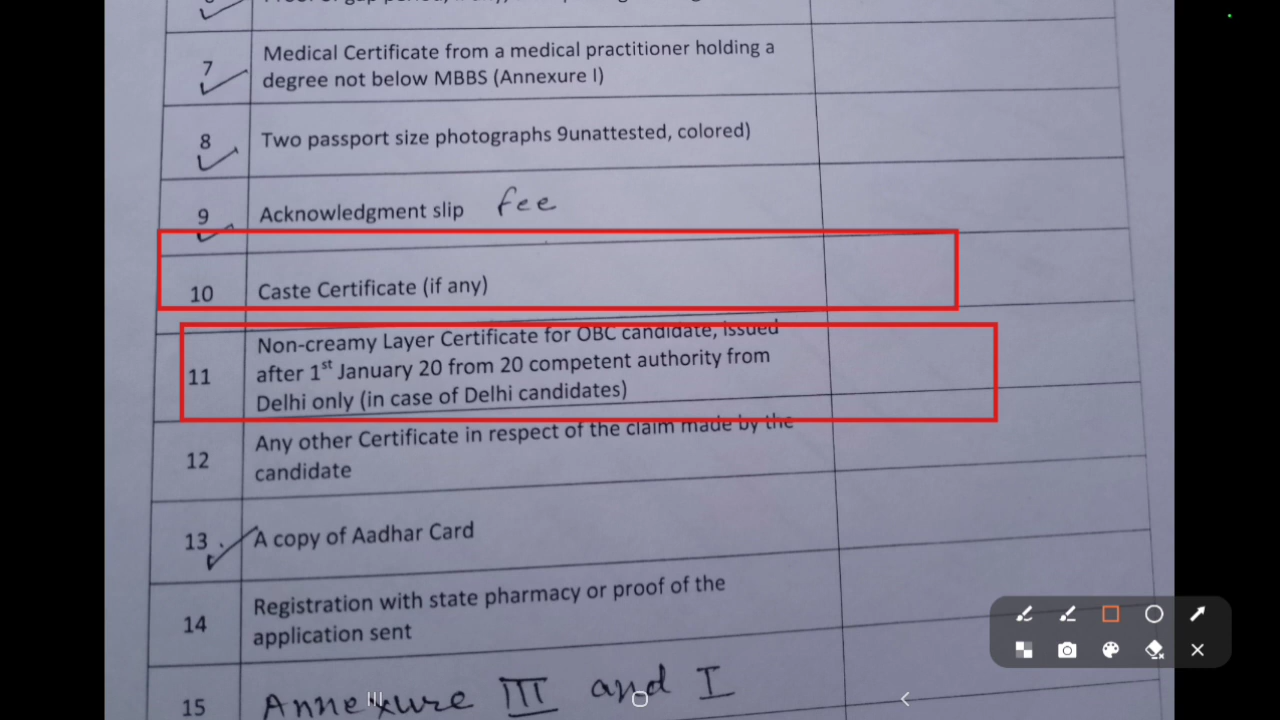 7 Medical Certificate from a medical practitioner holding a
degree not below MBBS (Annexure I)
8 Two passport size photographs 9unattested, colored)
9 Acknowledgment slip fee
10 Caste Certificate (if any)
Non-creamy Layer Certificate for OBC candidate, issued
11 after 1st January 20 from 20 competent authority from
Delhi only (in case of Delhi candidates)
12 Any other Certificate in respect of the claim made by the
candidate
13. A copy of Aadhar Card
14 Registration with state pharmacy or proof of the
application sent
15 Annexure III and I